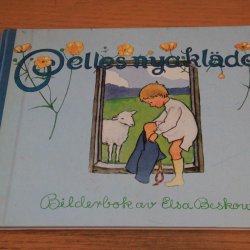 Pelles nya kläder
Bilderbok av Elsa Beskow